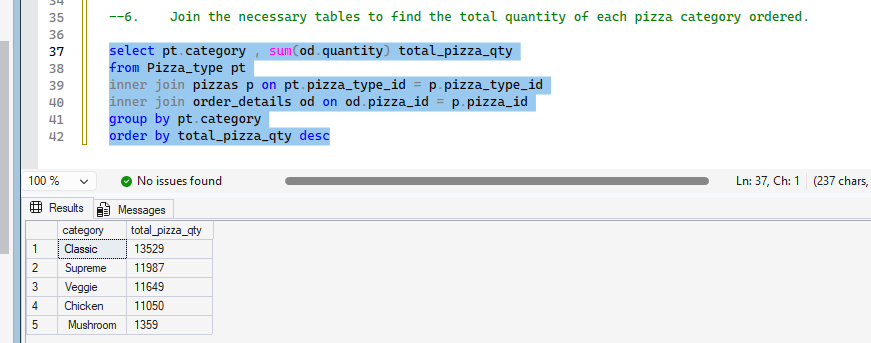 34
35 --6. Join the necessary tables to find the total quantity of each pizza category ordered.
36
37 select pt.category , sum(od.quantity) total_pizza_qty
38 from Pizza_type pt
39 inner join pizzas p on pt.pizza_type_id = p.pizza_type_id
40 inner join order_details od on od.pizza_id = p.pizza_id
41 group by pt.category
42 order by total_pizza_qty desc
100 % No issues found Ln: 37, Ch: 1 (237 chars,
Results Messages
category total_pizza_qty
1 Classic 13529
2 Supreme 11987
3 Veggie 11649
4 Chicken 11050
5 Mushroom 1359